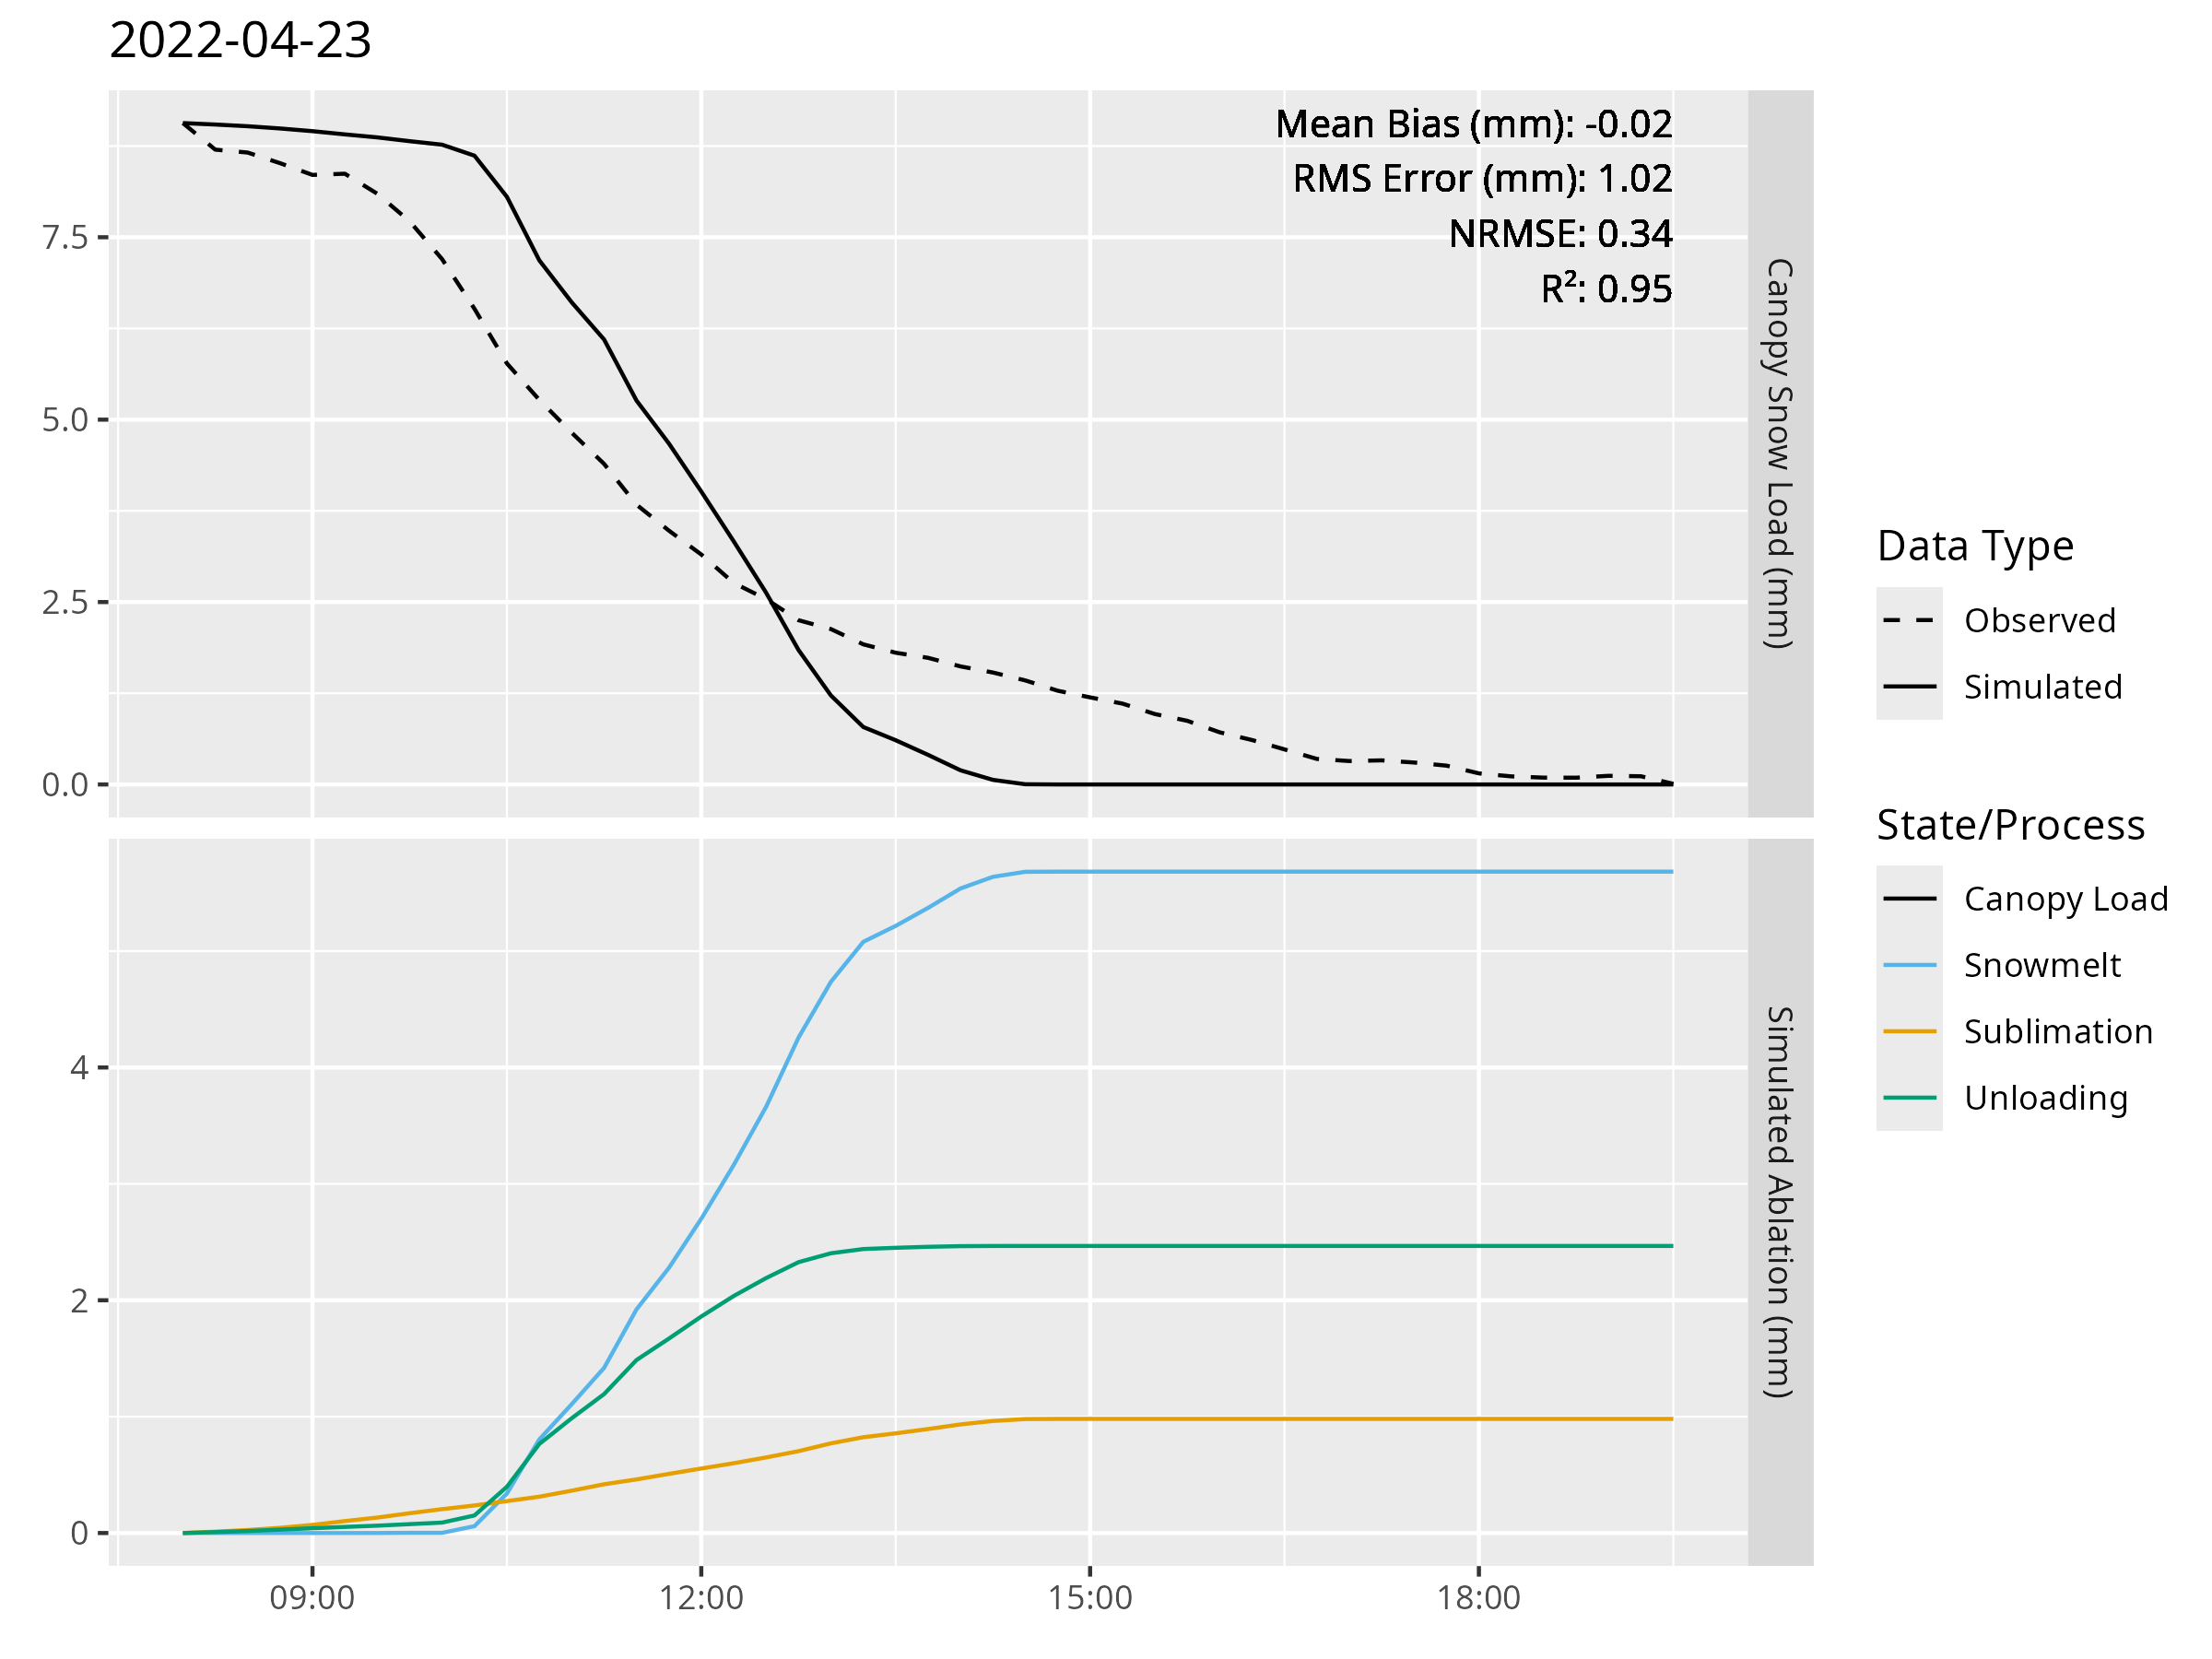 2022-04-23
Mean Bias (mm): -0.02
RMS Error (mm): 1.02
NRMSE: 0.34
R²: 0.95
7.5
5.0
2.5
0.0
Canopy Snow Load (mm)
4
2
0
Simulated Ablation (mm)
09:00
12:00
15:00
18:00
Data Type
Observed
Simulated
State/Process
Canopy Load
Snowmelt
Sublimation
Unloading